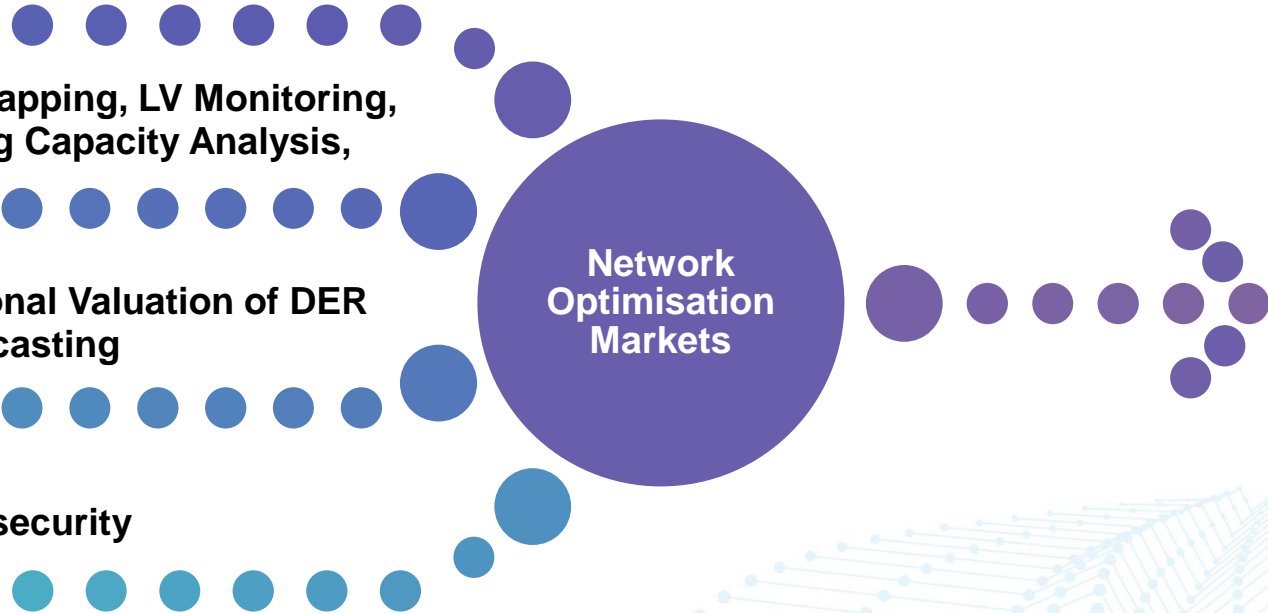 apping, LV Monitoring,
g Capacity Analysis,
onal Valuation of DER
casting
security
Network
Optimisation
Markets